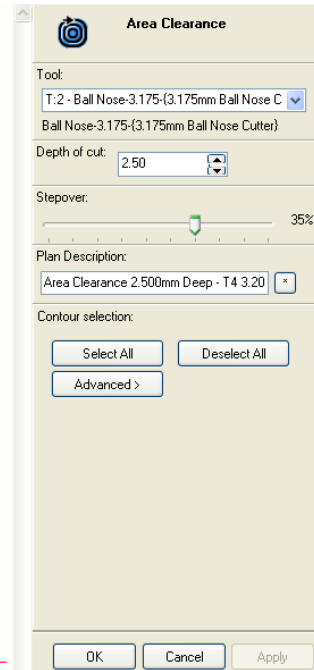 Area Clearance
Tool:
T:2 - Ball Nose-3.175-{3.175mm Ball Nose C
Ball Nose-3.175-{3.175mm Ball Nose Cutter}
Depth of cut:
2.50
Stepover:
35%
Plan Description:
Area Clearance 2.500mm Deep - T4 3.20
*
Contour selection:
Select All Deselect All
Advanced >
OK Cancel Apply